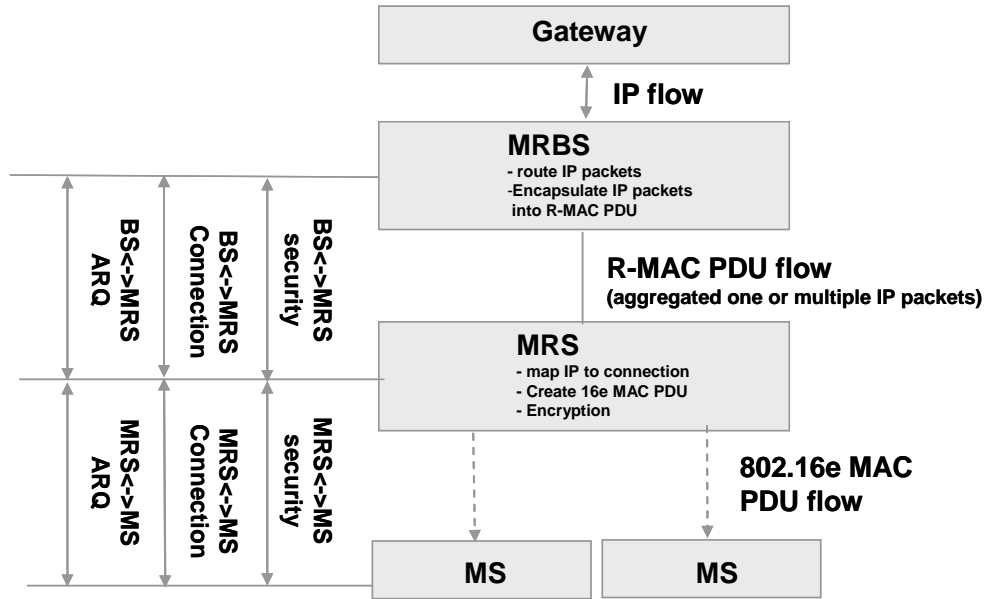 Gateway
IP flow
MRBS
- route IP packets
-Encapsulate IP packets
into R-MAC PDU
BS<->MRS
ARQ
BS<->MRS
Connection
BS<->MRS
security
R-MAC PDU flow
(aggregated one or multiple IP packets)
MRS
- map IP to connection
- Create 16e MAC PDU
- Encryption
MRS<->MS
ARQ
MRS<->MS
Connection
MRS<->MS
security
802.16e MAC
PDU flow
MS
MS